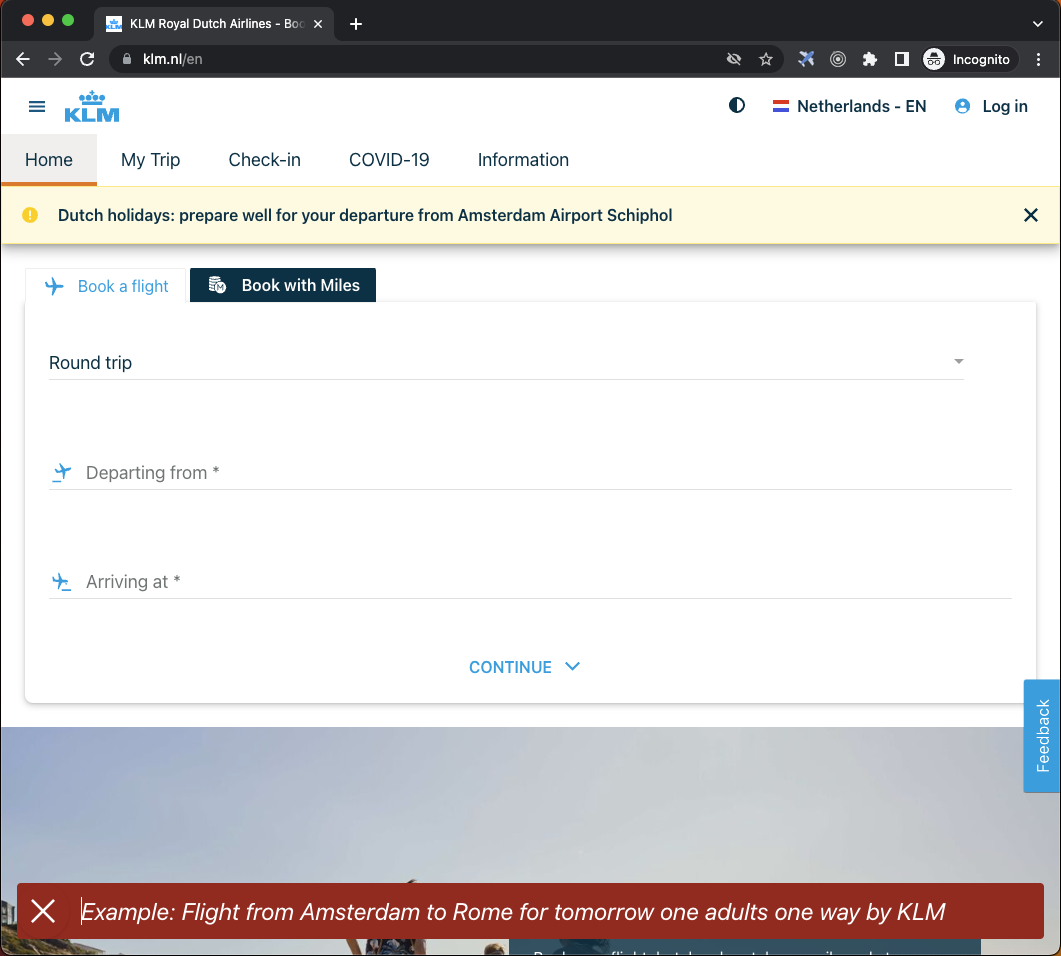 KLM Royal Dutch Airlines - Boo
klm.nl/en
Incognito
KLM
Netherlands - EN
Log in
Home
My Trip
Check-in
COVID-19
Information
Dutch holidays: prepare well for your departure from Amsterdam Airport Schiphol
Book a flight
Book with Miles
Round trip
Departing from *
Arriving at *
CONTINUE
Feedback
Example: Flight from Amsterdam to Rome for tomorrow one adults one way by KLM